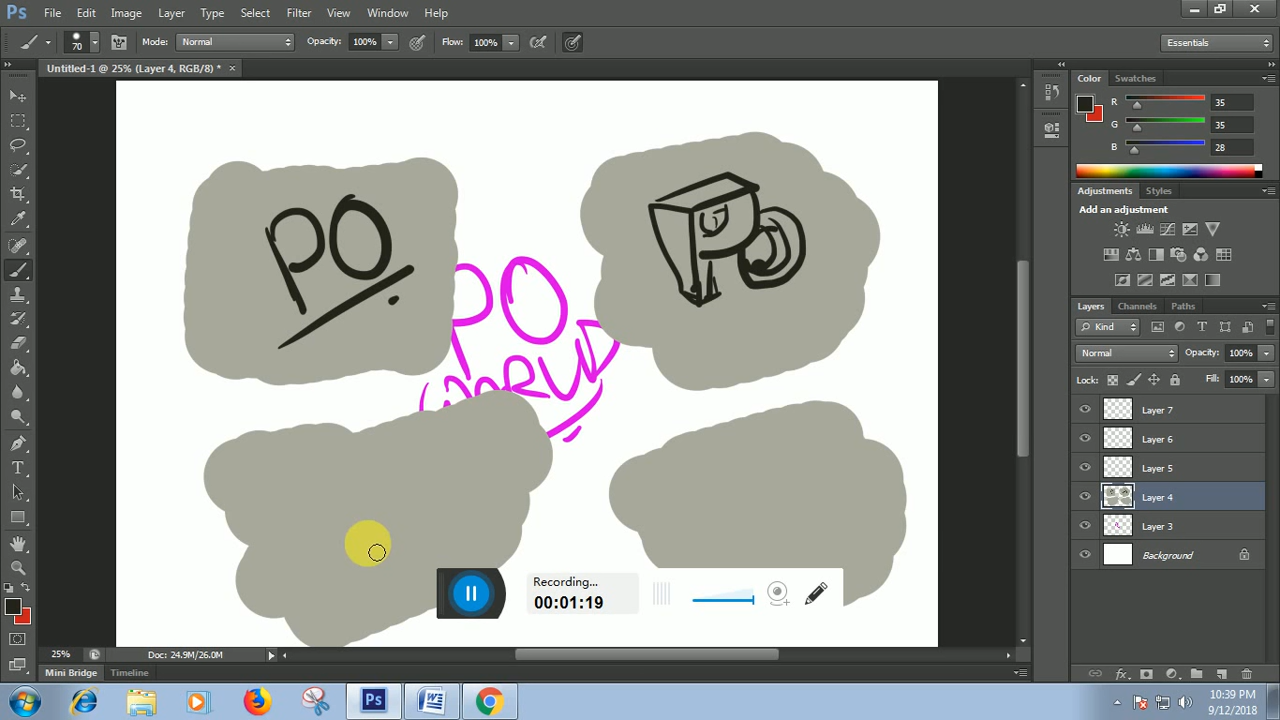 Ps File Edit Image Layer Type Select Filter View Window Help
70 Mode: Normal Opacity: 100% Flow: 100% Essentials
Untitled-1 @ 25% (Layer 4, RGB/8) * ×
Color Swatches
R 35
G 35
B 28
Adjustments Styles
Add an adjustment
Layers Channels Paths
Kind
Normal Opacity: 100%
Lock: Fill: 100%
Layer 7
Layer 6
Layer 5
Layer 4
Layer 3
Background
PO
PO
PO
Recording...
00:01:19
25% Doc: 24.9M/26.0M
Mini Bridge Timeline
10:39 PM
9/12/2018